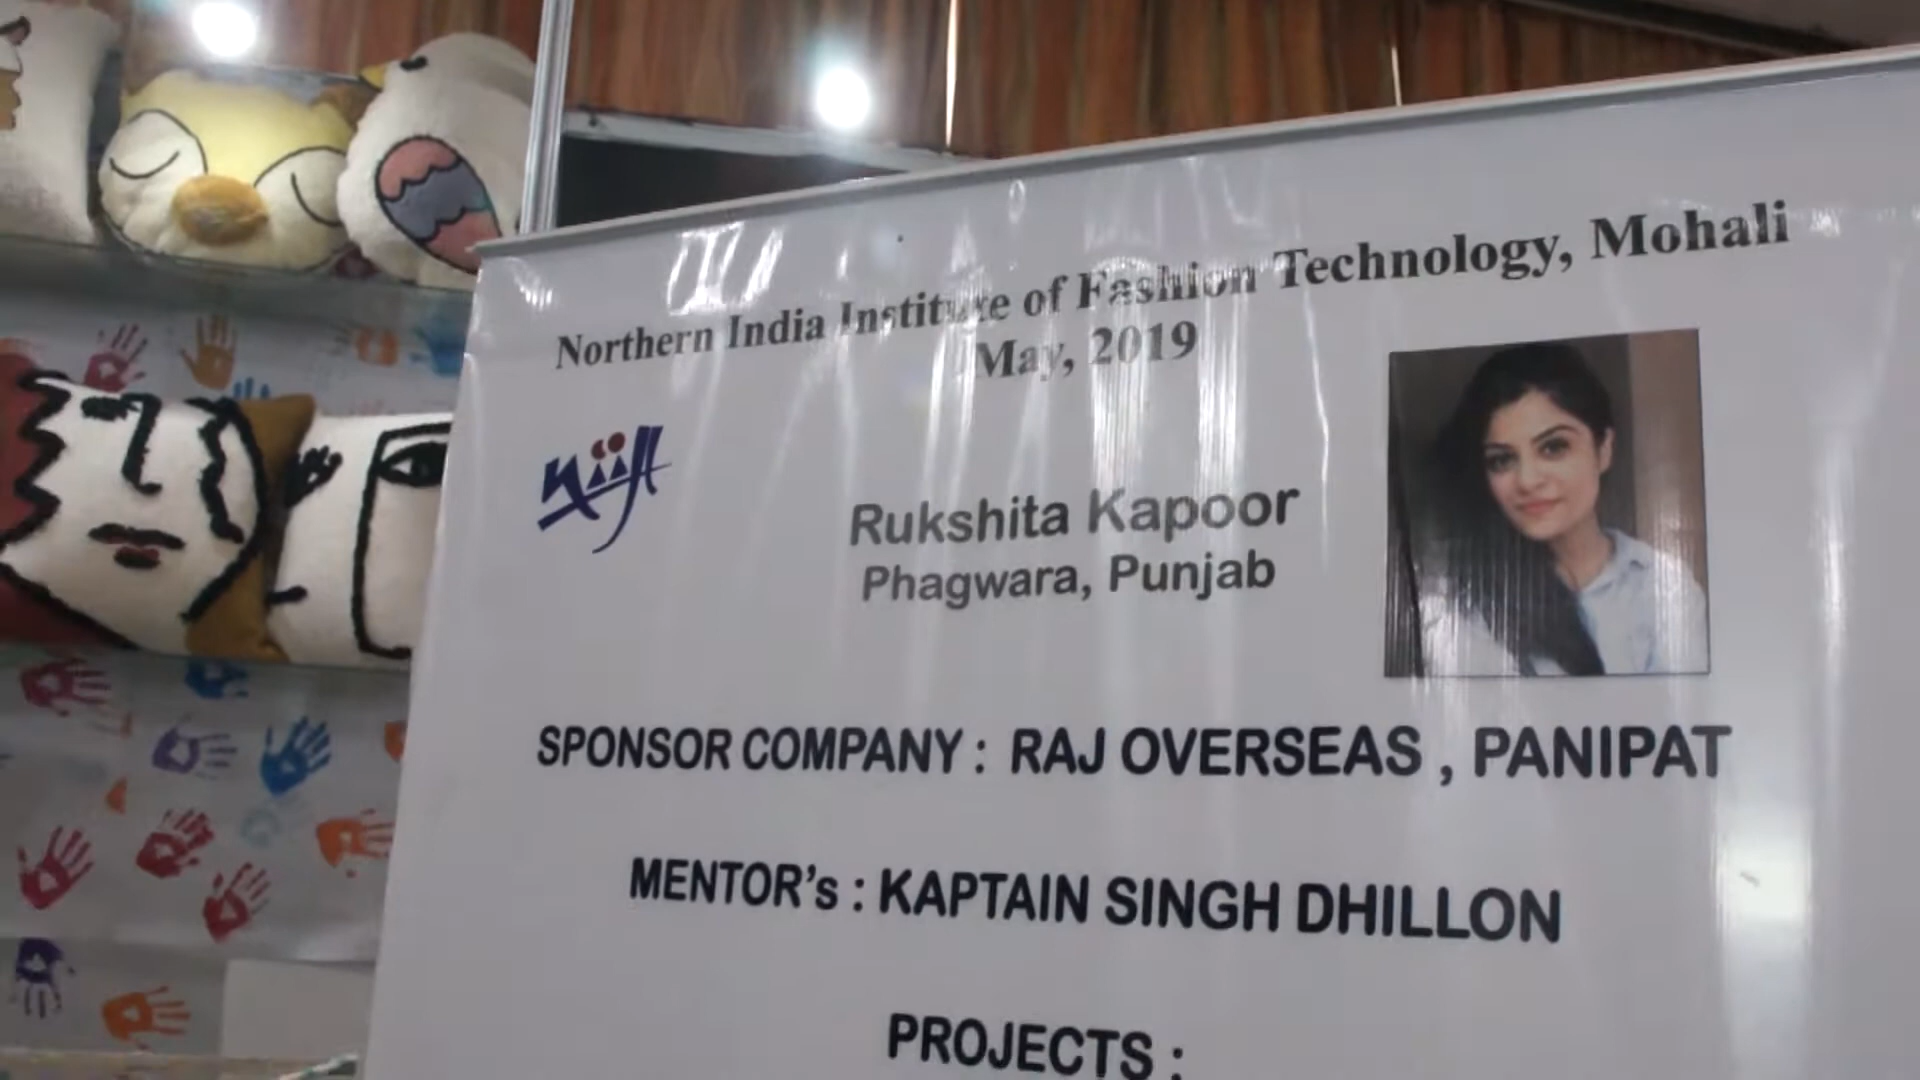 Northern India Institute of Fashion Technology, Mohali
May, 2019
niift
Rukshita Kapoor
Phagwara, Punjab
SPONSOR COMPANY : RAJ OVERSEAS , PANIPAT
MENTOR's : KAPTAIN SINGH DHILLON
PROJECTS :